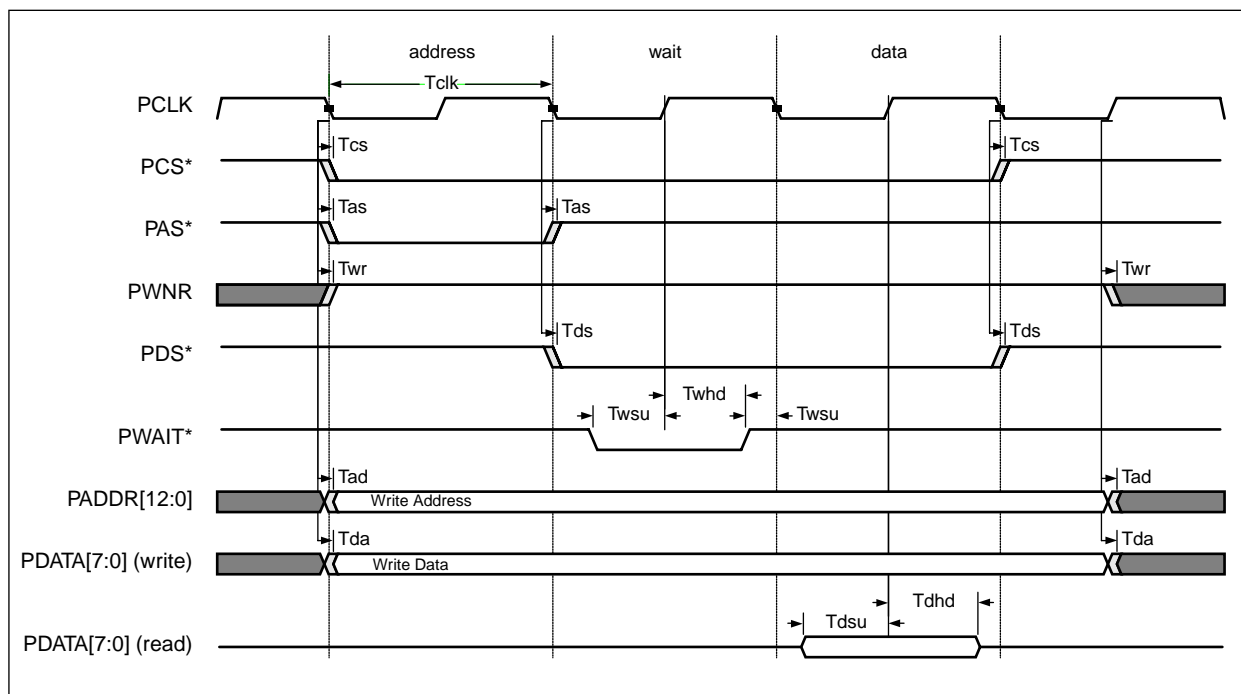 address wait data
Tclk
PCLK
Tcs Tcs
PCS*
Tas Tas
PAS*
Twr Twr
PWNR
Tds Tds
PDS*
Twhd
Twsu Twsu
PWAIT*
Tad Tad
PADDR[12:0] Write Address
Tda Tda
PDATA[7:0] (write) Write Data
Tdhd
Tdsu
PDATA[7:0] (read)